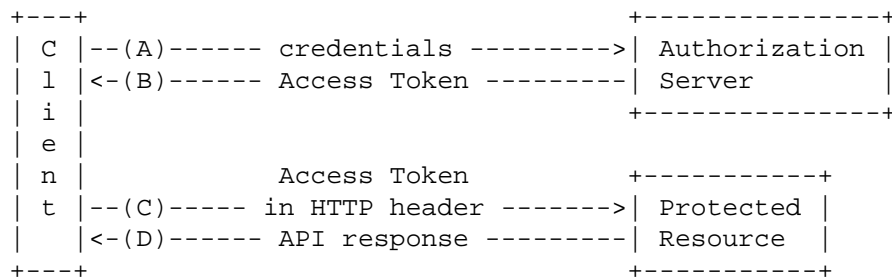 +---+                                +---------------+
| C |--(A)------ credentials --------->| Authorization |
| l |<-(B)------ Access Token ---------| Server        |
| i |                                +---------------+
| e |
| n |            Access Token          +-----------+
| t |--(C)----- in HTTP header ------->| Protected |
|   |<-(D)------ API response ---------| Resource  |
+---+                                +-----------+